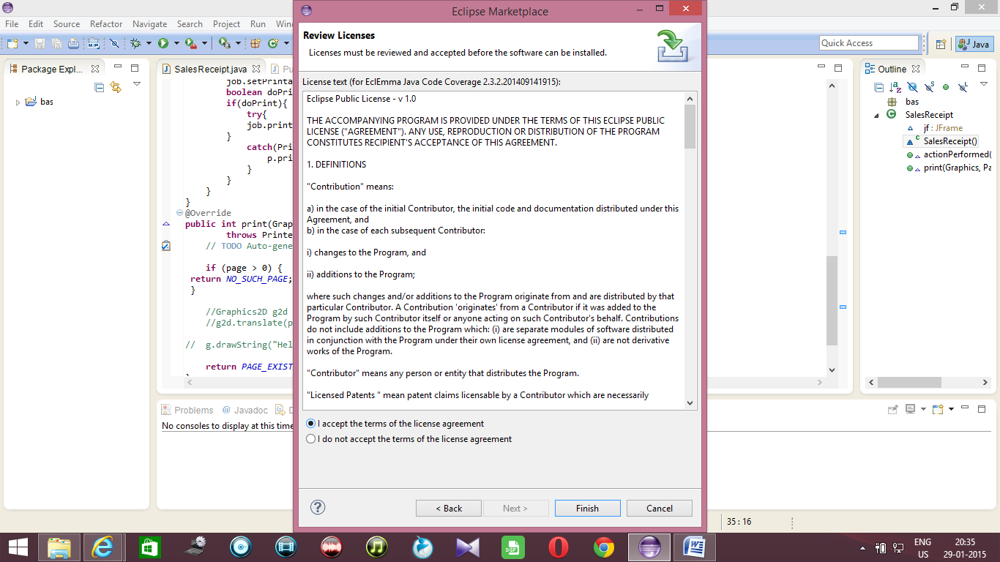 Eclipse Marketplace
File Edit Source Refactor Navigate Search Project Run
Quick Access
Java
Package Expl...
bas
SalesReceipt.java
job.setPrinta
boolean doPri
if(doPrint){
try{
job.print
}
catch(Pri
p.pri
}
}
}
}
@Override
public int print(Grap
throws Printe
// TODO Auto-gene
if (page > 0) {
return NO_SUCH_PAGE;
}
//Graphics2D g2d
//g2d.translate(p
// g.drawString("Hel
return PAGE_EXIST
Review Licenses
Licenses must be reviewed and accepted before the software can be installed.
License text (for EclEmma Java Code Coverage 2.3.2.201409141915):
Eclipse Public License - v 1.0
THE ACCOMPANYING PROGRAM IS PROVIDED UNDER THE TERMS OF THIS ECLIPSE PUBLIC
LICENSE ("AGREEMENT"). ANY USE, REPRODUCTION OR DISTRIBUTION OF THE PROGRAM
CONSTITUTES RECIPIENT'S ACCEPTANCE OF THIS AGREEMENT.
1. DEFINITIONS
"Contribution" means:
a) in the case of the initial Contributor, the initial code and documentation distributed under this
Agreement, and
b) in the case of each subsequent Contributor:
i) changes to the Program, and
ii) additions to the Program;
where such changes and/or additions to the Program originate from and are distributed by that
particular Contributor. A Contribution 'originates' from a Contributor if it was added to the
Program by such Contributor itself or anyone acting on such Contributor's behalf. Contributions
do not include additions to the Program which: (i) are separate modules of software distributed
in conjunction with the Program under their own license agreement, and (ii) are not derivative
works of the Program.
"Contributor" means any person or entity that distributes the Program.
"Licensed Patents " mean patent claims licensable by a Contributor which are necessarily
I accept the terms of the license agreement
I do not accept the terms of the license agreement
< Back
Next >
Finish
Cancel
Outline
bas
SalesReceipt
jf : JFrame
SalesReceipt()
actionPerformed(
print(Graphics, Pa
Problems @ Javadoc
No consoles to display at this time
35 : 16
SGP
ENG
US
20:35
29-01-2015